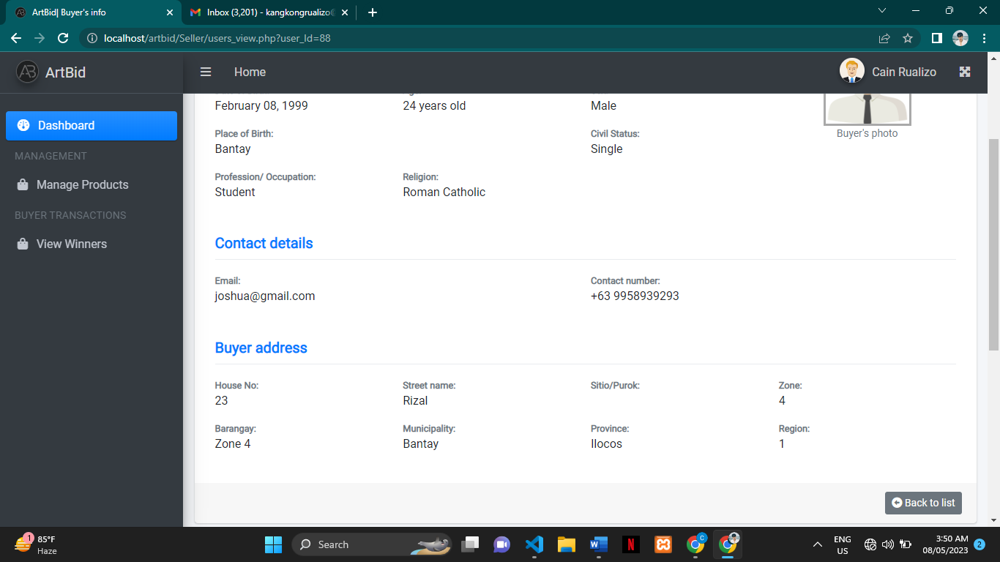 ArtBid| Buyer's info
Inbox (3,201) - kangkongrualizo@
localhost/artbid/Seller/users_view.php?user_Id=88
AB ArtBid
Home
Cain Rualizo
Dashboard
MANAGEMENT
Manage Products
BUYER TRANSACTIONS
View Winners
February 08, 1999 24 years old Male
Buyer's photo
Place of Birth: Civil Status:
Bantay Single
Profession/ Occupation: Religion:
Student Roman Catholic
Contact details
Email: Contact number:
joshua@gmail.com +63 9958939293
Buyer address
House No: Street name: Sitio/Purok: Zone:
23 Rizal 4
Barangay: Municipality: Province: Region:
Zone 4 Bantay Ilocos 1
Back to list
1
85°F
Haze
Search
W
N
C
ENG
US
3:50 AM
08/05/2023
2